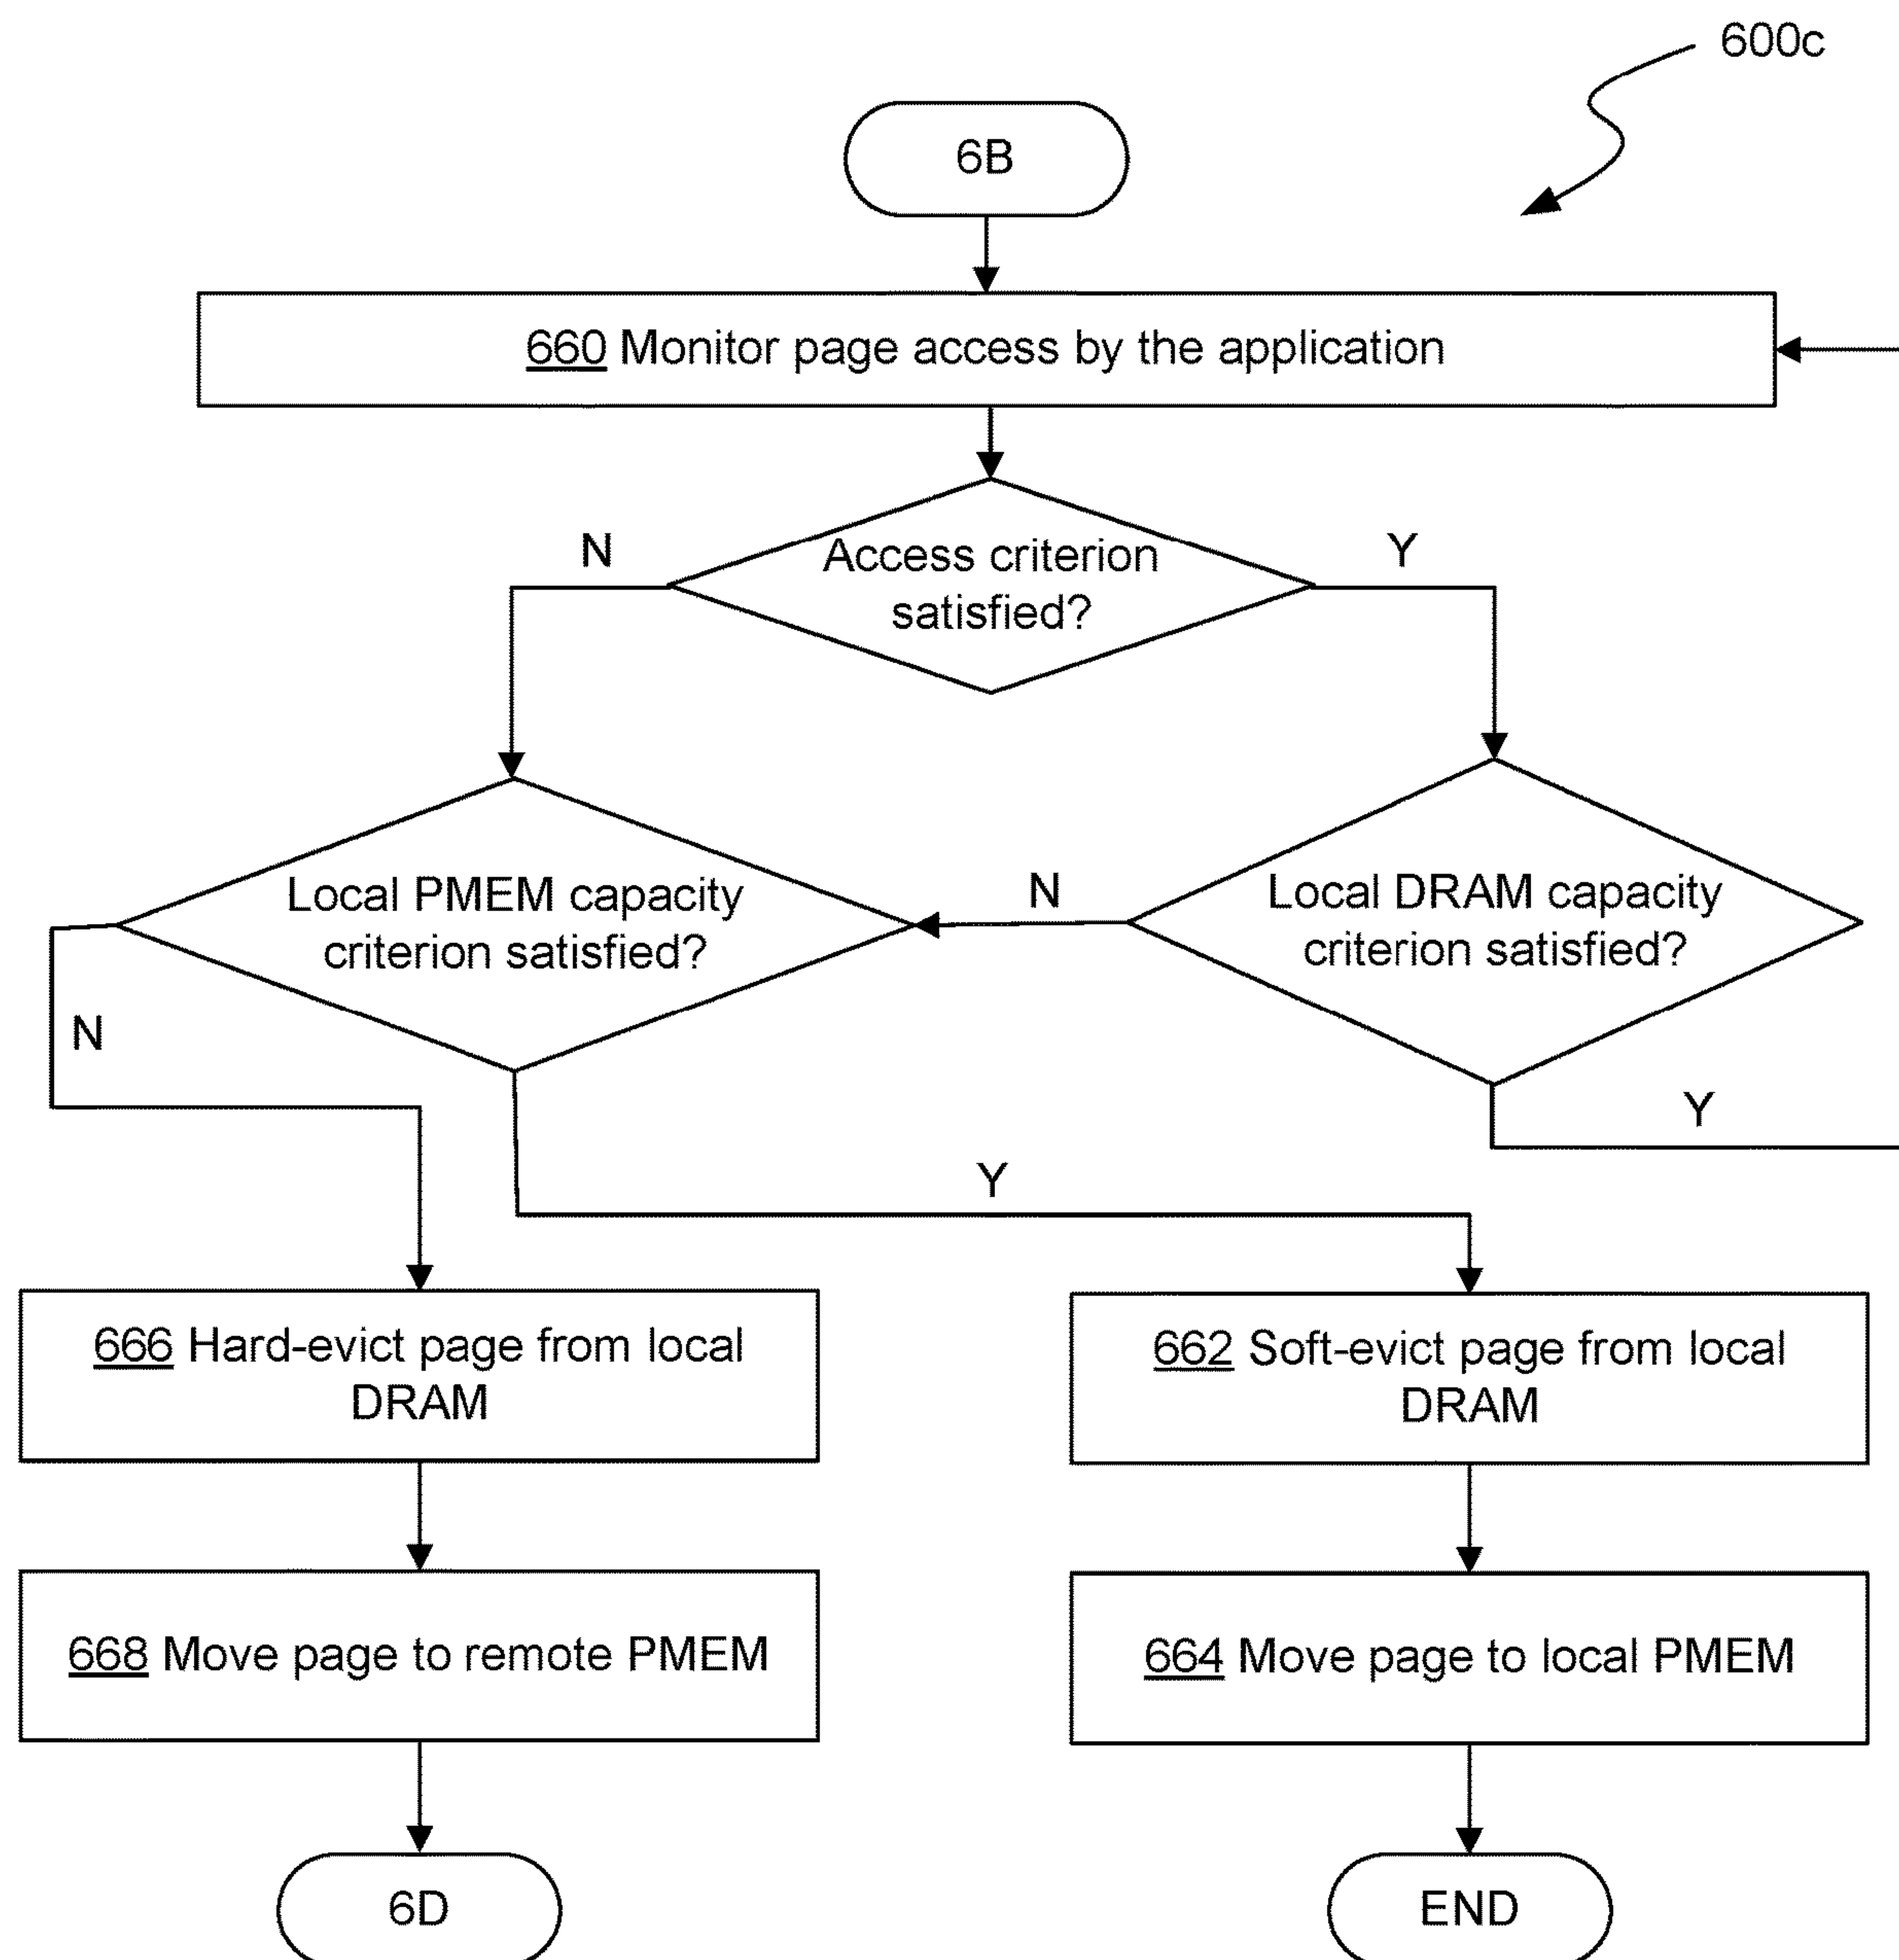 600c
6B
660 Monitor page access by the application
N
Y
Access criterion
satisfied?
Local PMEM capacity
criterion satisfied?
N
Local DRAM capacity
criterion satisfied?
N
Y
Y
666 Hard-evict page from local
DRAM
662 Soft-evict page from local
DRAM
668 Move page to remote PMEM
664 Move page to local PMEM
6D
END